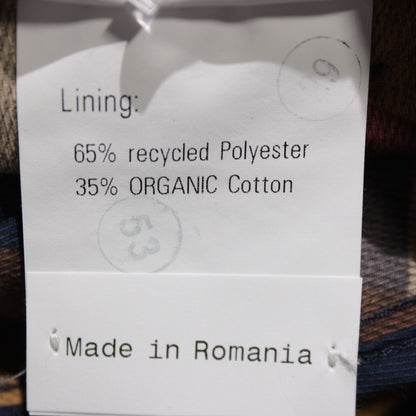 Lining:
65% recycled Polyester
35% ORGANIC Cotton
53
Made in Romania